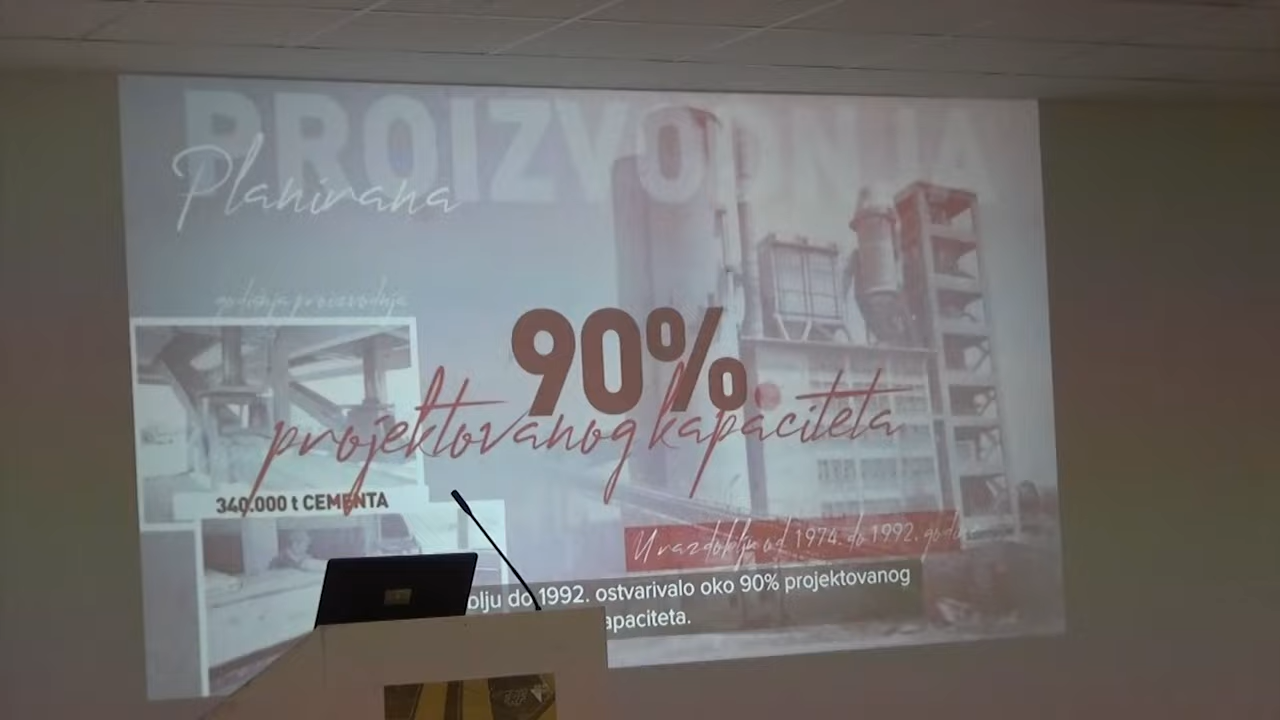 PROIZVODNJA
Planirana
godišnja proizvodnja
90%
projektovanog kapaciteta
340.000 t CEMENTA
U razdoblju od 1974. do 1992. godine
olju do 1992. ostvarivalo oko 90% projektovanog
apaciteta.